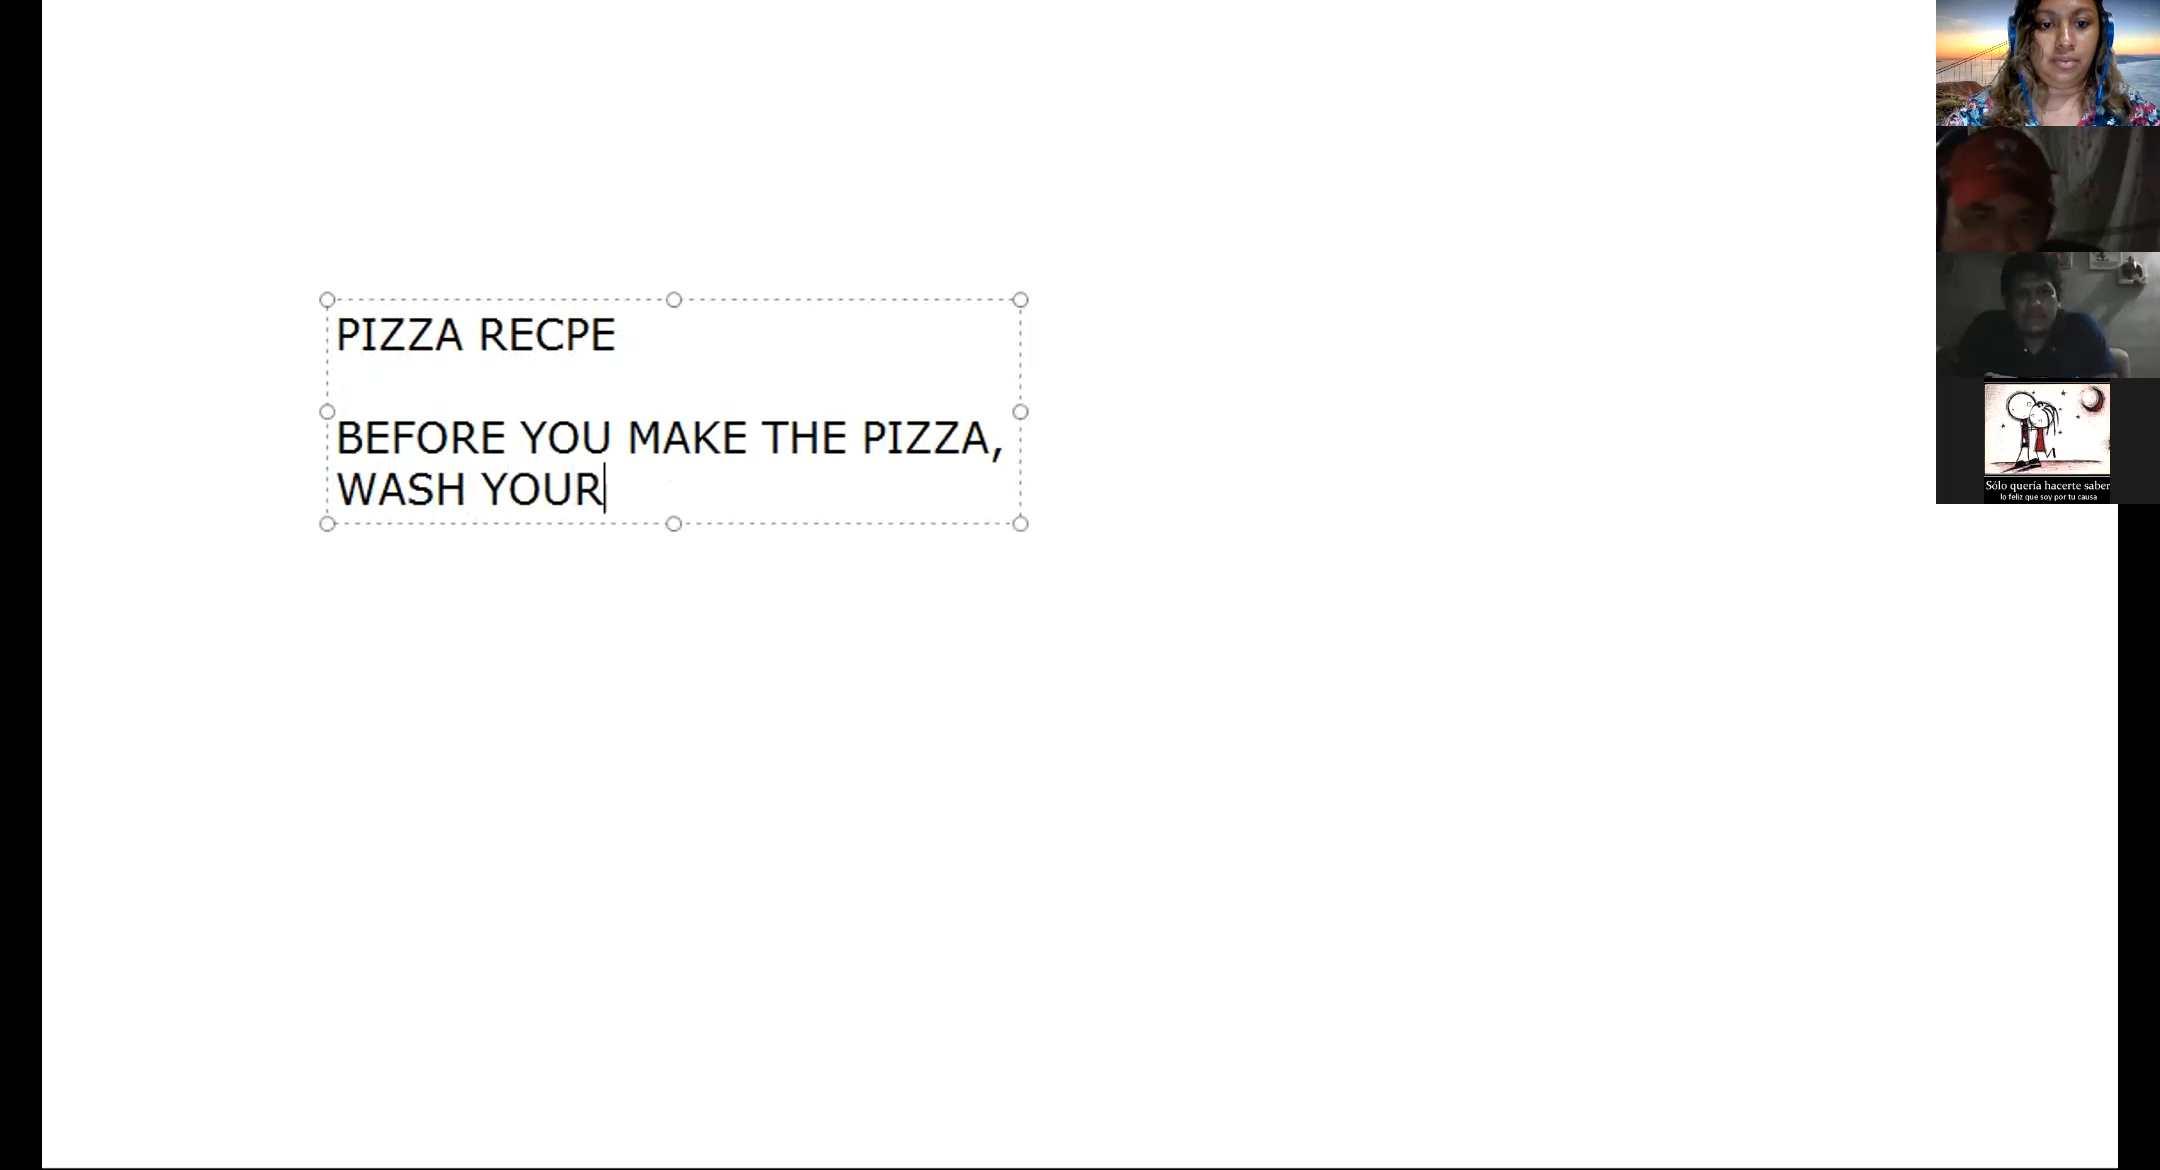 PIZZA RECPE
BEFORE YOU MAKE THE PIZZA,
WASH YOUR
Sólo quería hacerte saber
lo feliz que soy por tu causa